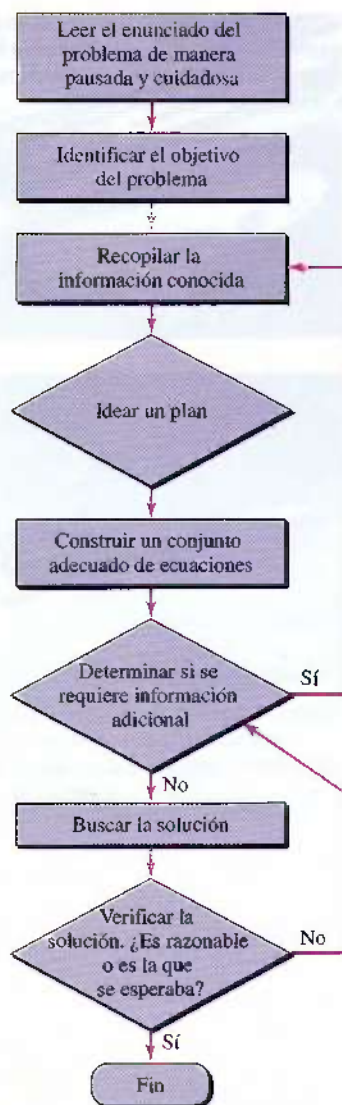 Leer el enunciado del
problema de manera
pausada y cuidadosa
Identificar el objetivo
del problema
Recopilar la
información conocida
Idear un plan
Construir un conjunto
adecuado de ecuaciones
Determinar si se
requiere información
adicional
Sí
No
Buscar la solución
Verificar la
solución. ¿Es razonable
o es la que
se esperaba?
No
Sí
Fin